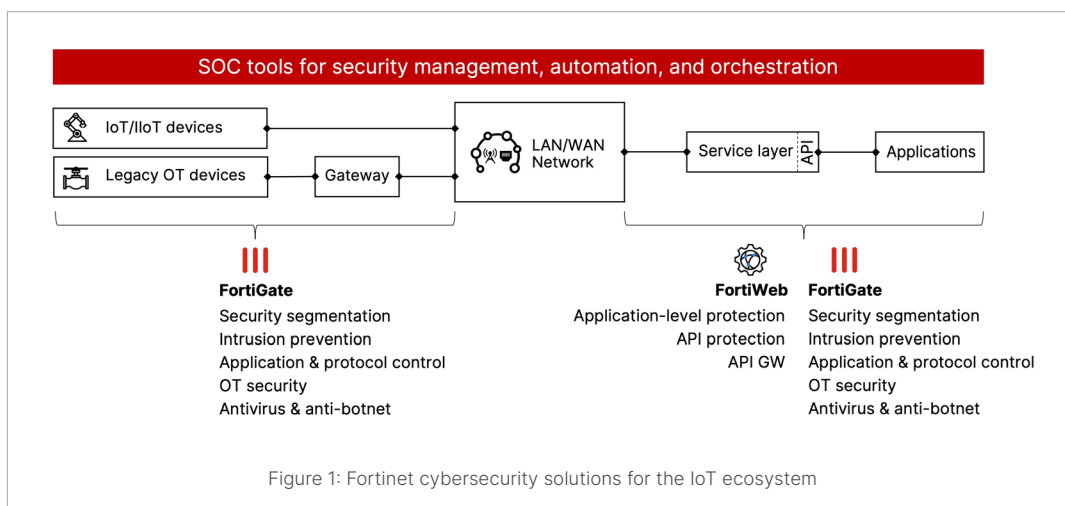 SOC tools for security management, automation, and orchestration
IoT/IIoT devices
Legacy OT devices
Gateway
LAN/WAN
Network
Service layer
API
Applications
FortiGate
Security segmentation
Intrusion prevention
Application & protocol control
OT security
Antivirus & anti-botnet
FortiWeb
Application-level protection
API protection
API GW
FortiGate
Security segmentation
Intrusion prevention
Application & protocol control
OT security
Antivirus & anti-botnet
Figure 1: Fortinet cybersecurity solutions for the IoT ecosystem